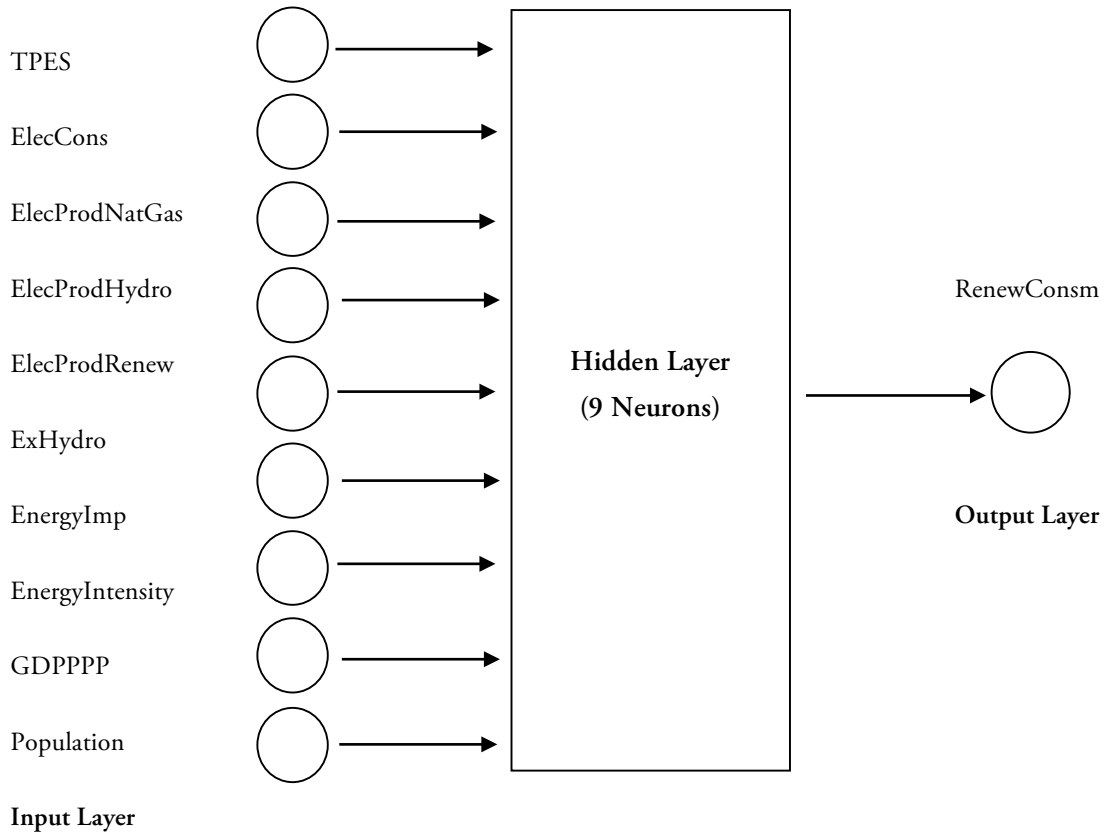 TPES
ElecCons
ElecProdNatGas
ElecProdHydro
ElecProdRenew
ExHydro
EnergyImp
EnergyIntensity
GDPPPP
Population
Input Layer
Hidden Layer
(9 Neurons)
RenewConsm
Output Layer